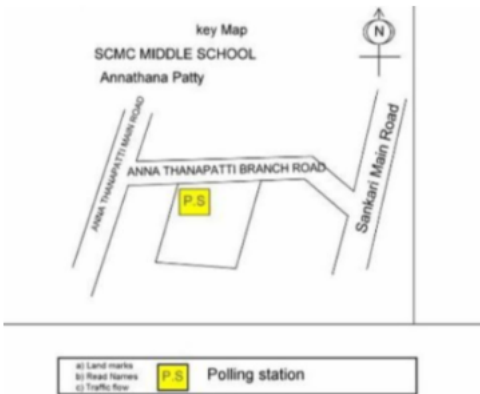 key Map
N
SCMC MIDDLE SCHOOL
Annathana Patty
ANNA THANAPATTI MAIN ROAD
ANNA THANAPATTI BRANCH ROAD
Sankari Main Road
P.S
a) Land marks
b) Read Names
c) Traffic flow
P.S
Polling station